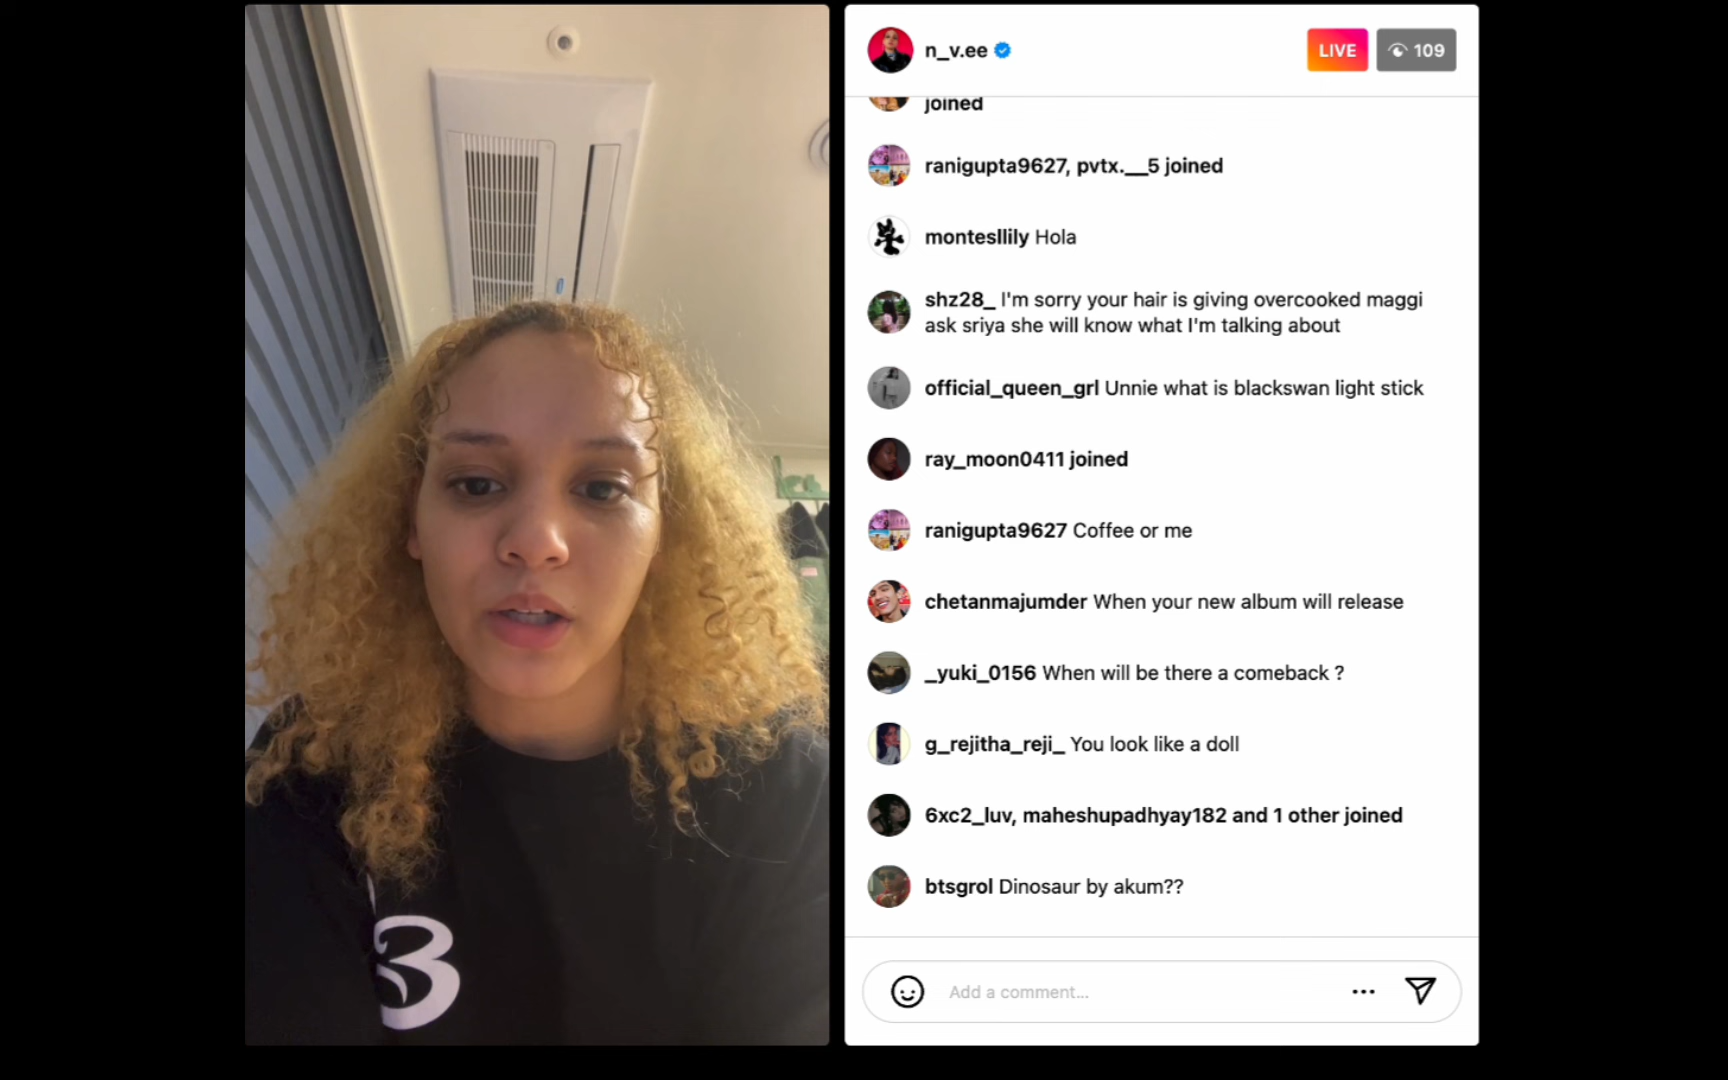 n_v.ee
LIVE
109
joined
ranigupta9627, pvtx.__5 joined
montesllily Hola
shz28_ I'm sorry your hair is giving overcooked maggi
ask sriya she will know what I'm talking about
official_queen_grl Unnie what is blackswan light stick
ray_moon0411 joined
ranigupta9627 Coffee or me
chetanmajumder When your new album will release
_yuki_0156 When will be there a comeback ?
g_rejitha_reji_ You look like a doll
6xc2_luv, maheshupadhyay182 and 1 other joined
btsgrol Dinosaur by akum??
Add a comment...
3